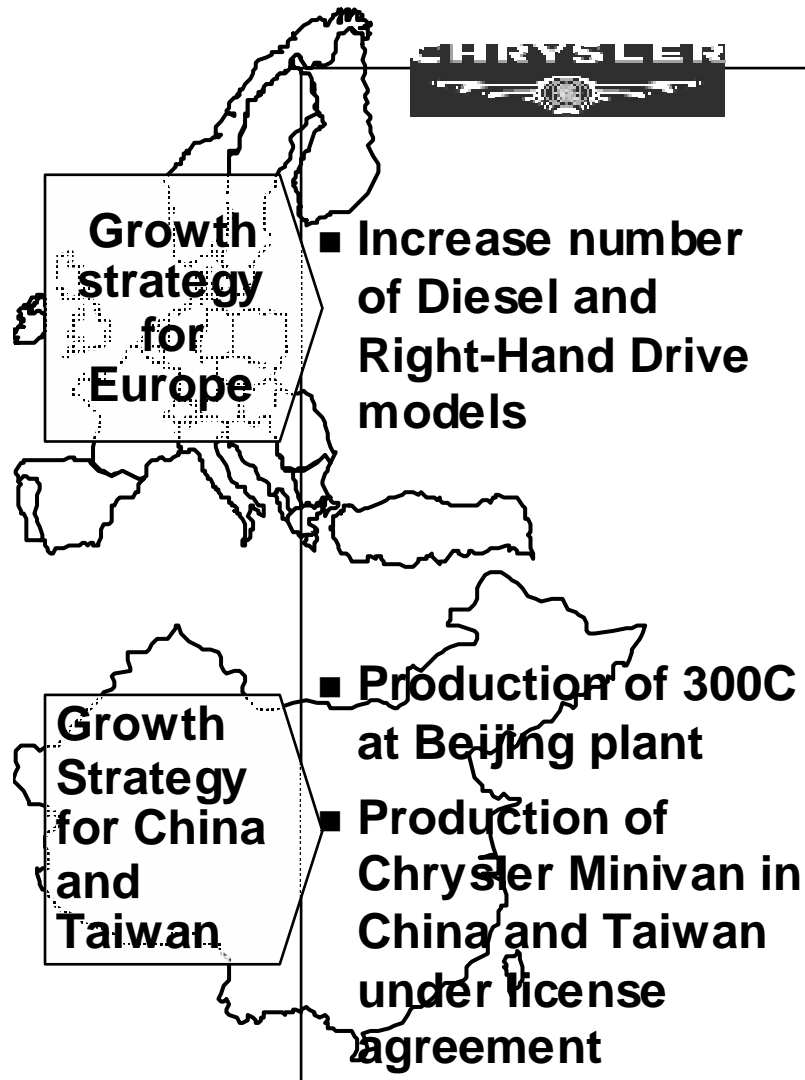 CHRYSLER
Growth
strategy
for
Europe
■ Increase number
of Diesel and
Right-Hand Drive
models
Growth
Strategy
for China
and
Taiwan
■ Production of 300C
at Beijing plant
■ Production of
Chrysler Minivan in
China and Taiwan
under license
agreement